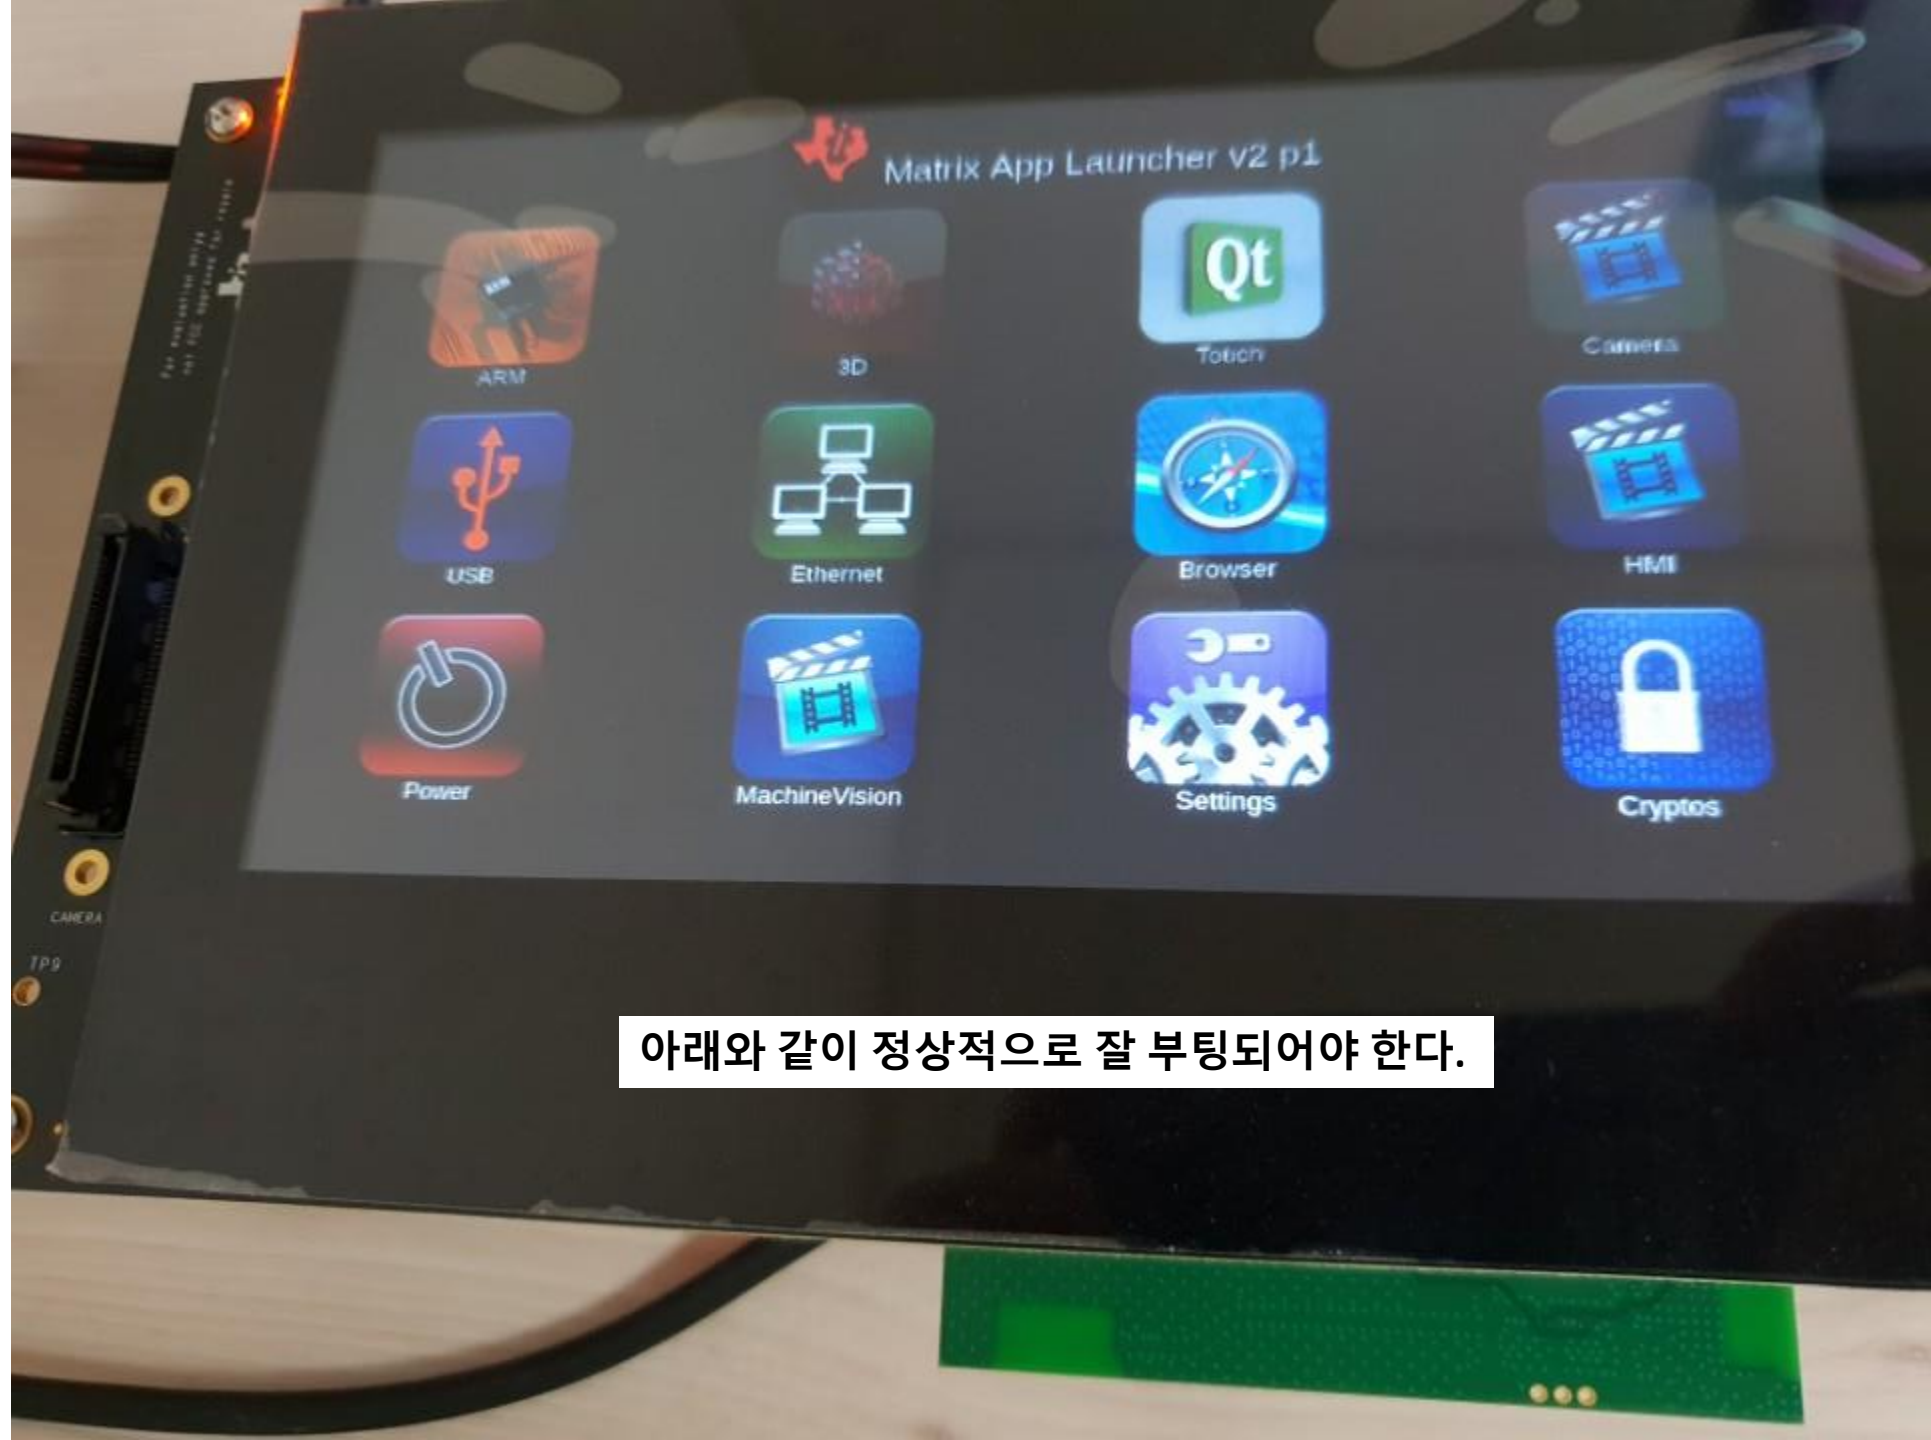 Matrix App Launcher v2 p1
ARM
3D
Qt
Touch
Camera
USB
Ethernet
Browser
HMI
Power
MachineVision
Settings
Cryptos
CAMERA
TP9
아래와 같이 정상적으로 잘 부팅되어야 한다.